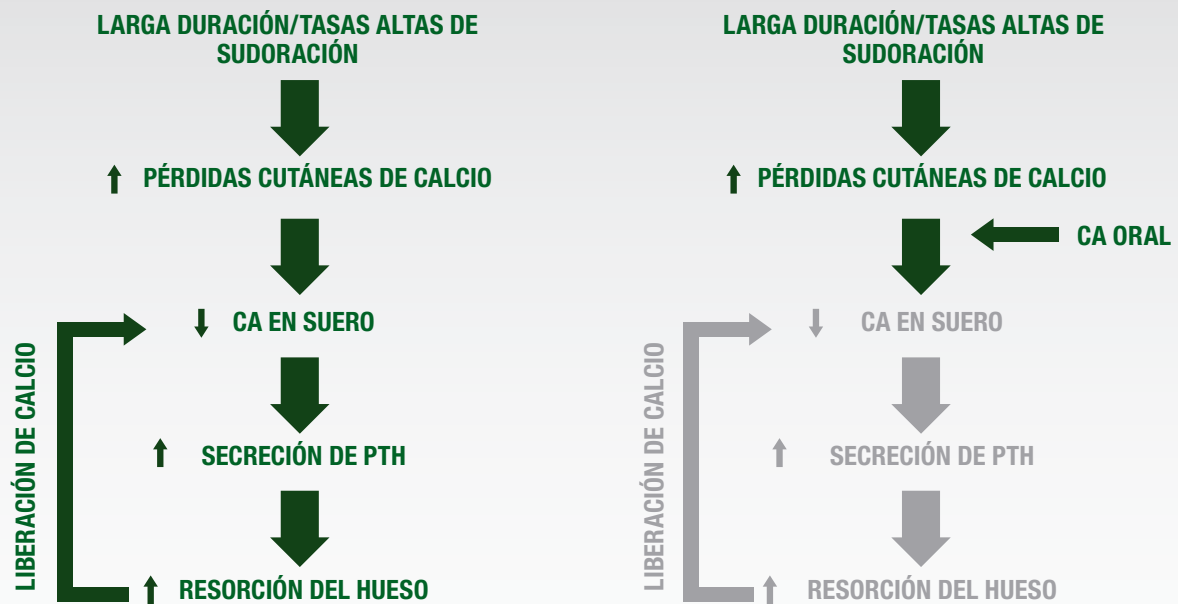 LARGA DURACIÓN/TASAS ALTAS DE
SUDORACIÓN
PÉRDIDAS CUTÁNEAS DE CALCIO
CA EN SUERO
SECRECIÓN DE PTH
RESORCIÓN DEL HUESO
LIBERACIÓN DE CALCIO
LARGA DURACIÓN/TASAS ALTAS DE
SUDORACIÓN
PÉRDIDAS CUTÁNEAS DE CALCIO
CA ORAL
CA EN SUERO
SECRECIÓN DE PTH
RESORCIÓN DEL HUESO
LIBERACIÓN DE CALCIO